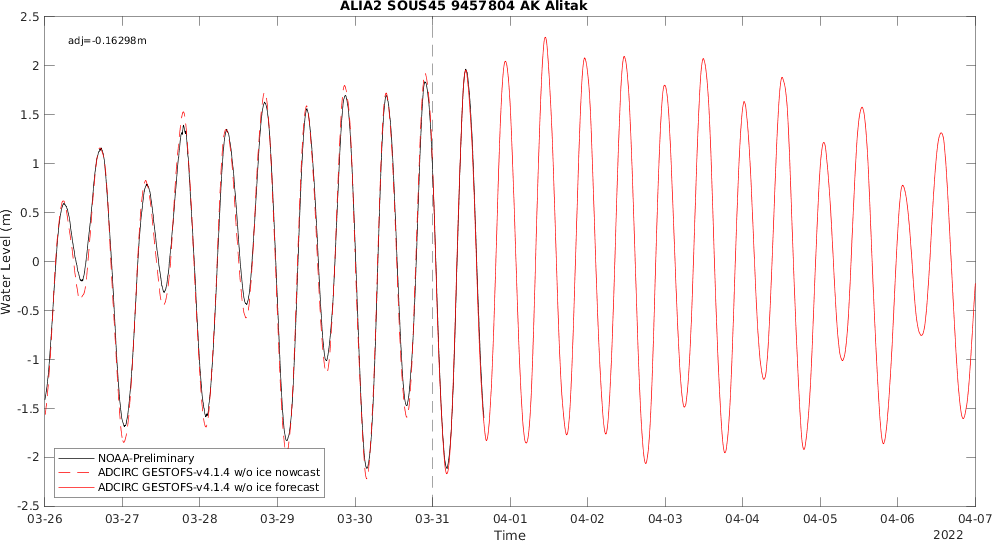 ALIA2 SOUS45 9457804 AK Alitak
adj=-0.16298m
2.5
2
1.5
1
0.5
0
-0.5
-1
-1.5
-2
-2.5
Water Level (m)
NOAA-Preliminary
ADCIRC GESTOFS-v4.1.4 w/o ice nowcast
ADCIRC GESTOFS-v4.1.4 w/o ice forecast
03-26 03-27 03-28 03-29 03-30 03-31 04-01 04-02 04-03 04-04 04-05 04-06 04-07
Time
2022